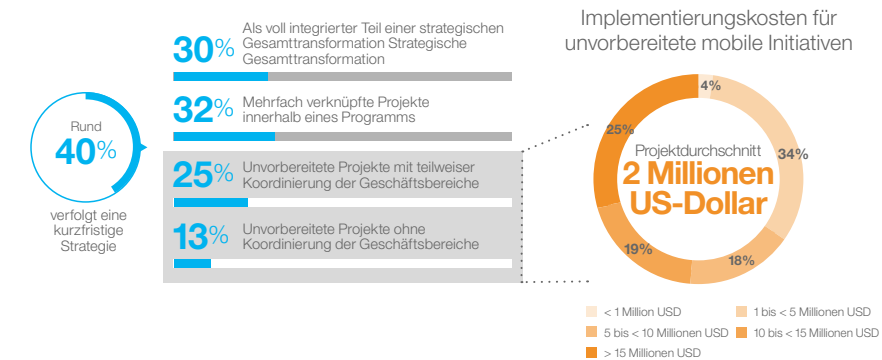 Rund
40%
verfolgt eine
kurzfristige
Strategie
30%
Als voll integrierter Teil einer strategischen
Gesamttransformation Strategische
Gesamttransformation
32%
Mehrfach verknüpfte Projekte
innerhalb eines Programms
25%
Unvorbereitete Projekte mit teilweiser
Koordinierung der Geschäftsbereiche
13%
Unvorbereitete Projekte ohne
Koordinierung der Geschäftsbereiche
Implementierungskosten für
unvorbereitete mobile Initiativen
4%
34%
18%
19%
25%
Projektdurchschnitt
2 Millionen
US-Dollar
< 1 Million USD
1 bis < 5 Millionen USD
5 bis < 10 Millionen USD
10 bis < 15 Millionen USD
> 15 Millionen USD